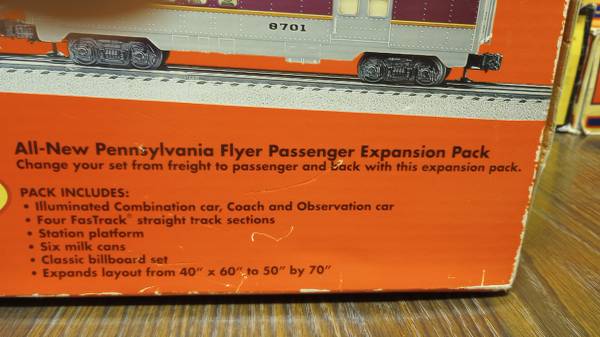 8701
All-New Pennsylvania Flyer Passenger Expansion Pack
Change your set from freight to passenger and back with this expansion pack.
PACK INCLUDES:
• Illuminated Combination car, Coach and Observation car
• Four FasTrack® straight track sections
• Station platform
• Six milk cans
• Classic billboard set
• Expands layout from 40" x 60" to 50" by 70"